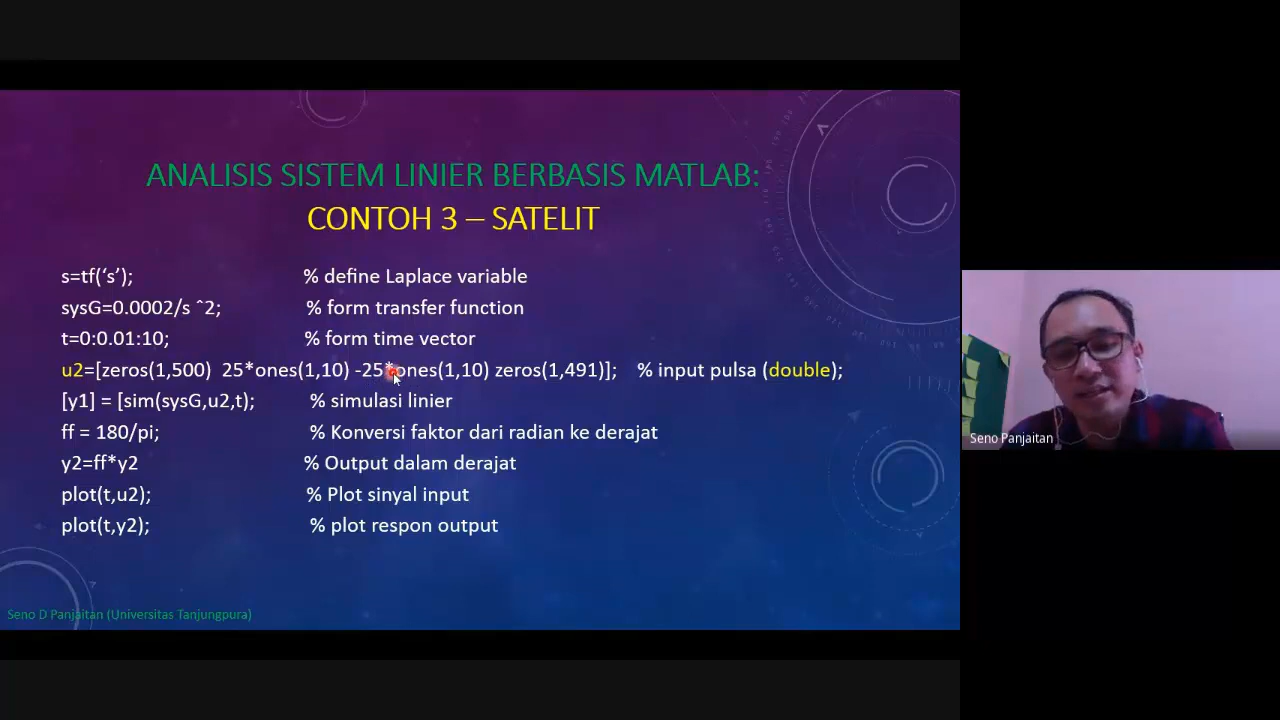 ANALISIS SISTEM LINIER BERBASIS MATLAB:
CONTOH 3 – SATELIT
s=tf(‘s’); % define Laplace variable
sysG=0.0002/s ˆ2; % form transfer function
t=0:0.01:10; % form time vector
u2=[zeros(1,500) 25*ones(1,10) -25*ones(1,10) zeros(1,491)]; % input pulsa (double);
[y1] = [sim(sysG,u2,t); % simulasi linier
ff = 180/pi; % Konversi faktor dari radian ke derajat
y2=ff*y2 % Output dalam derajat
plot(t,u2); % Plot sinyal input
plot(t,y2); % plot respon output
Seno D Panjaitan (Universitas Tanjungpura)
Seno Panjaitan